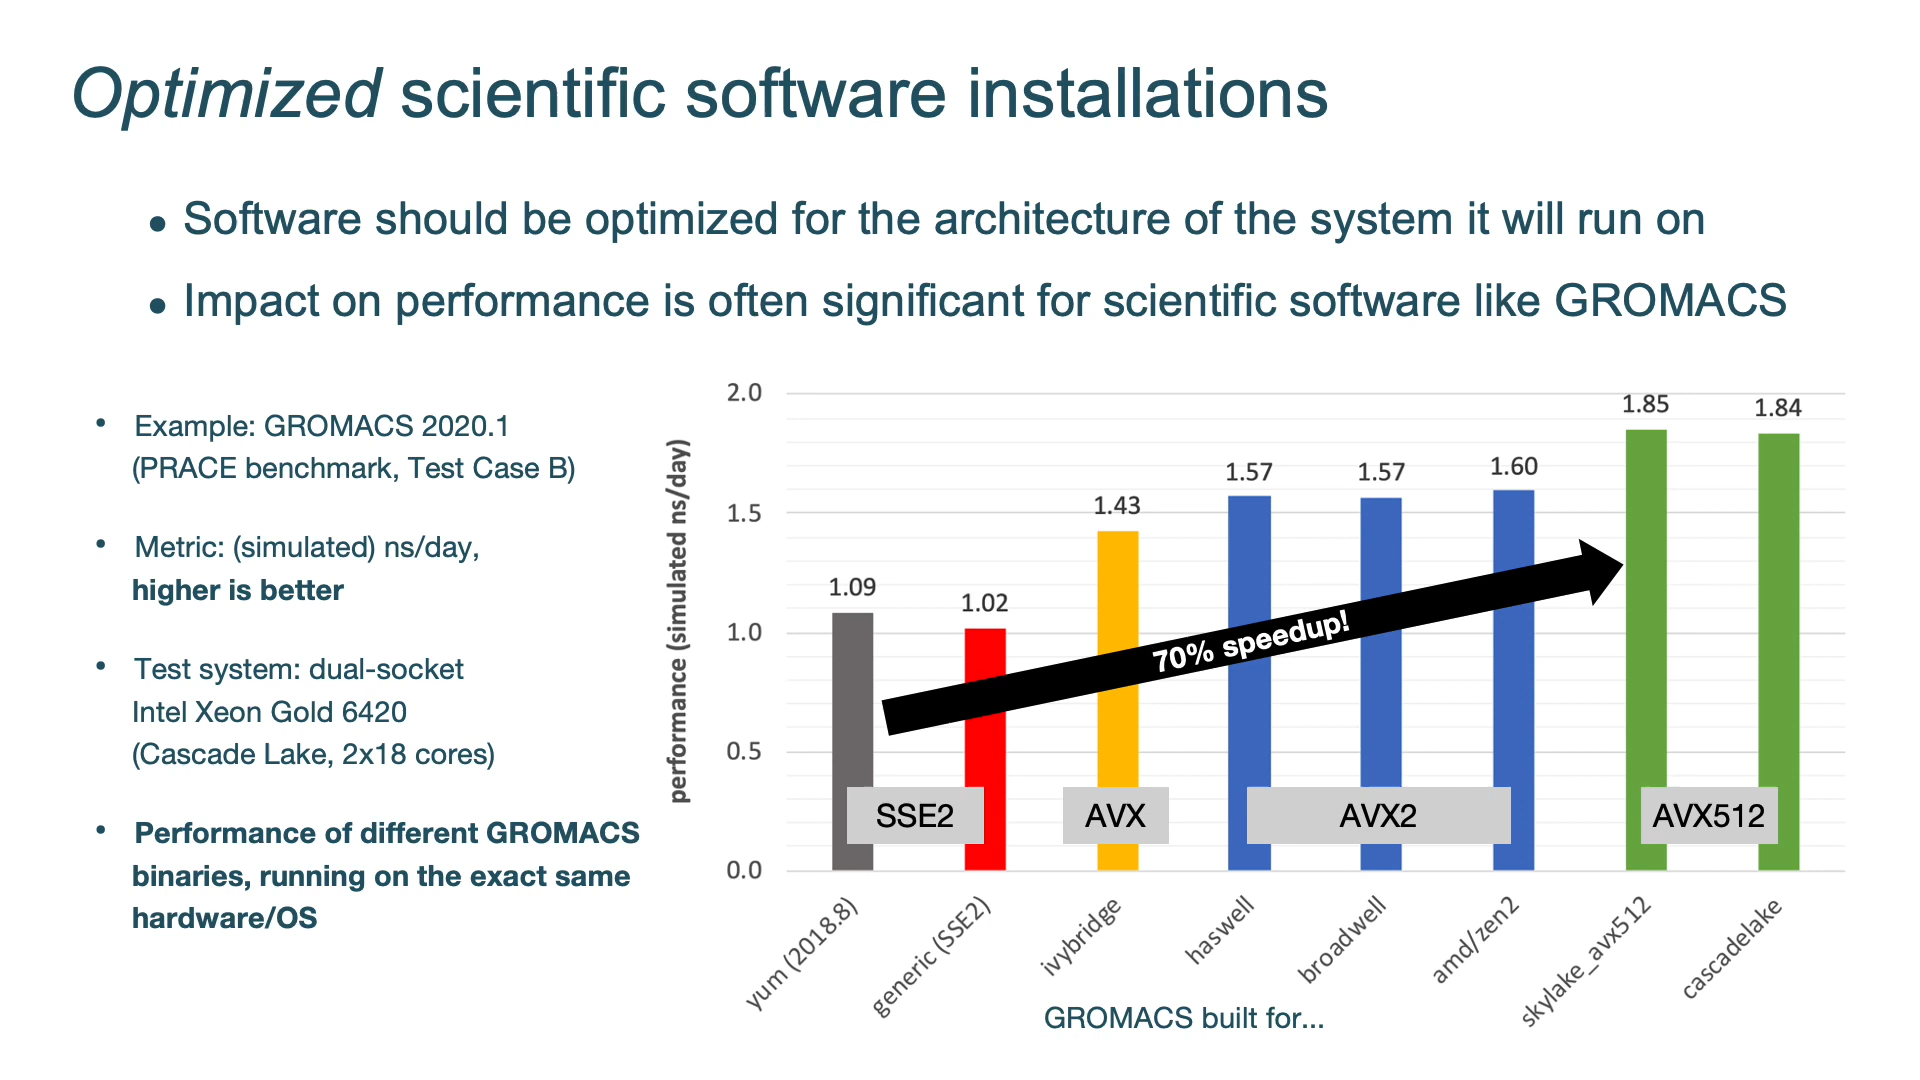 Optimized scientific software installations
• Software should be optimized for the architecture of the system it will run on
• Impact on performance is often significant for scientific software like GROMACS
• Example: GROMACS 2020.1
(PRACE benchmark, Test Case B)
• Metric: (simulated) ns/day,
higher is better
• Test system: dual-socket
Intel Xeon Gold 6420
(Cascade Lake, 2x18 cores)
• Performance of different GROMACS
binaries, running on the exact same
hardware/OS
performance (simulated ns/day)
2.0
1.5
1.0
0.5
0.0
1.09
1.02
1.43
1.57
1.57
1.60
1.85
1.84
70% speedup!
SSE2
AVX
AVX2
AVX512
yum (2018.8)
generic (SSE2)
ivybridge
haswell
broadwell
amd/zen2
skylake_avx512
cascadelake
GROMACS built for...